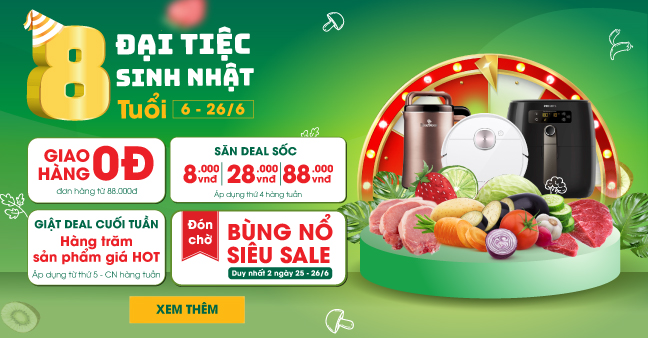 8
ĐẠI TIỆC
SINH NHẬT
Tuổi 6 - 26/6
GIAO
HÀNG 0Đ
đơn hàng từ 88.000đ
SĂN DEAL SỐC
8.000 vnđ 28.000 vnđ 88.000 vnđ
Áp dụng thứ 4 hàng tuần
GIẬT DEAL CUỐI TUẦN
Hàng trăm
sản phẩm giá HOT
Áp dụng từ thứ 5 - CN hàng tuần
Đón
chờ
BÙNG NỔ
SIÊU SALE
Duy nhất 2 ngày 25 - 26/6
XEM THÊM